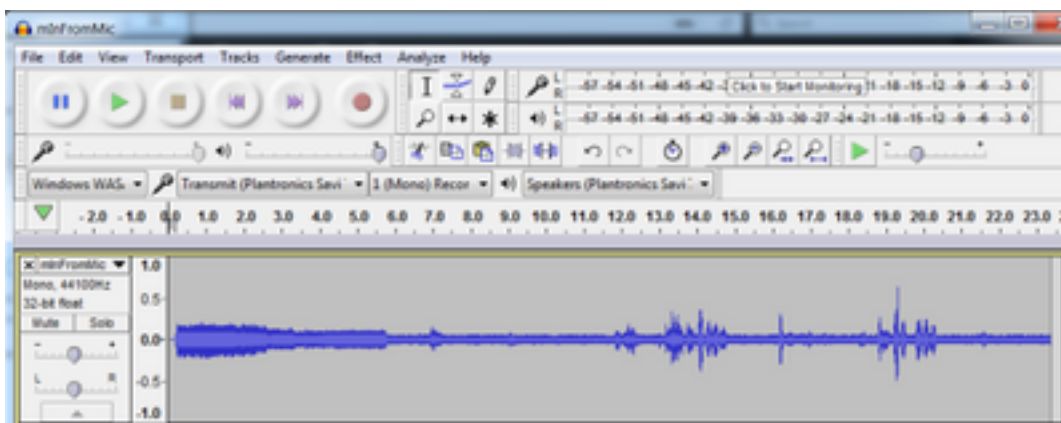 mInFromMic
File Edit View Transport Tracks Generate Effect Analyze Help
L
R
-57 -54 -51 -48 -45 -42 Click to Start Monitoring -18 -15 -12 -9 -6 -3 0
L
R
-57 -54 -51 -48 -45 -42 -39 -36 -33 -30 -27 -24 -21 -18 -15 -12 -9 -6 -3 0
Windows WAS Transmit (Plantronics Savi 1 (Mono) Recor Speakers (Plantronics Savi
-2.0 -1.0 0.0 1.0 2.0 3.0 4.0 5.0 6.0 7.0 8.0 9.0 10.0 11.0 12.0 13.0 14.0 15.0 16.0 17.0 18.0 19.0 20.0 21.0 22.0 23.0
mInFromMic 1.0
Mono, 44100Hz
32-bit float
0.5
Mute Solo
0.0
- +
L R
-0.5
-1.0